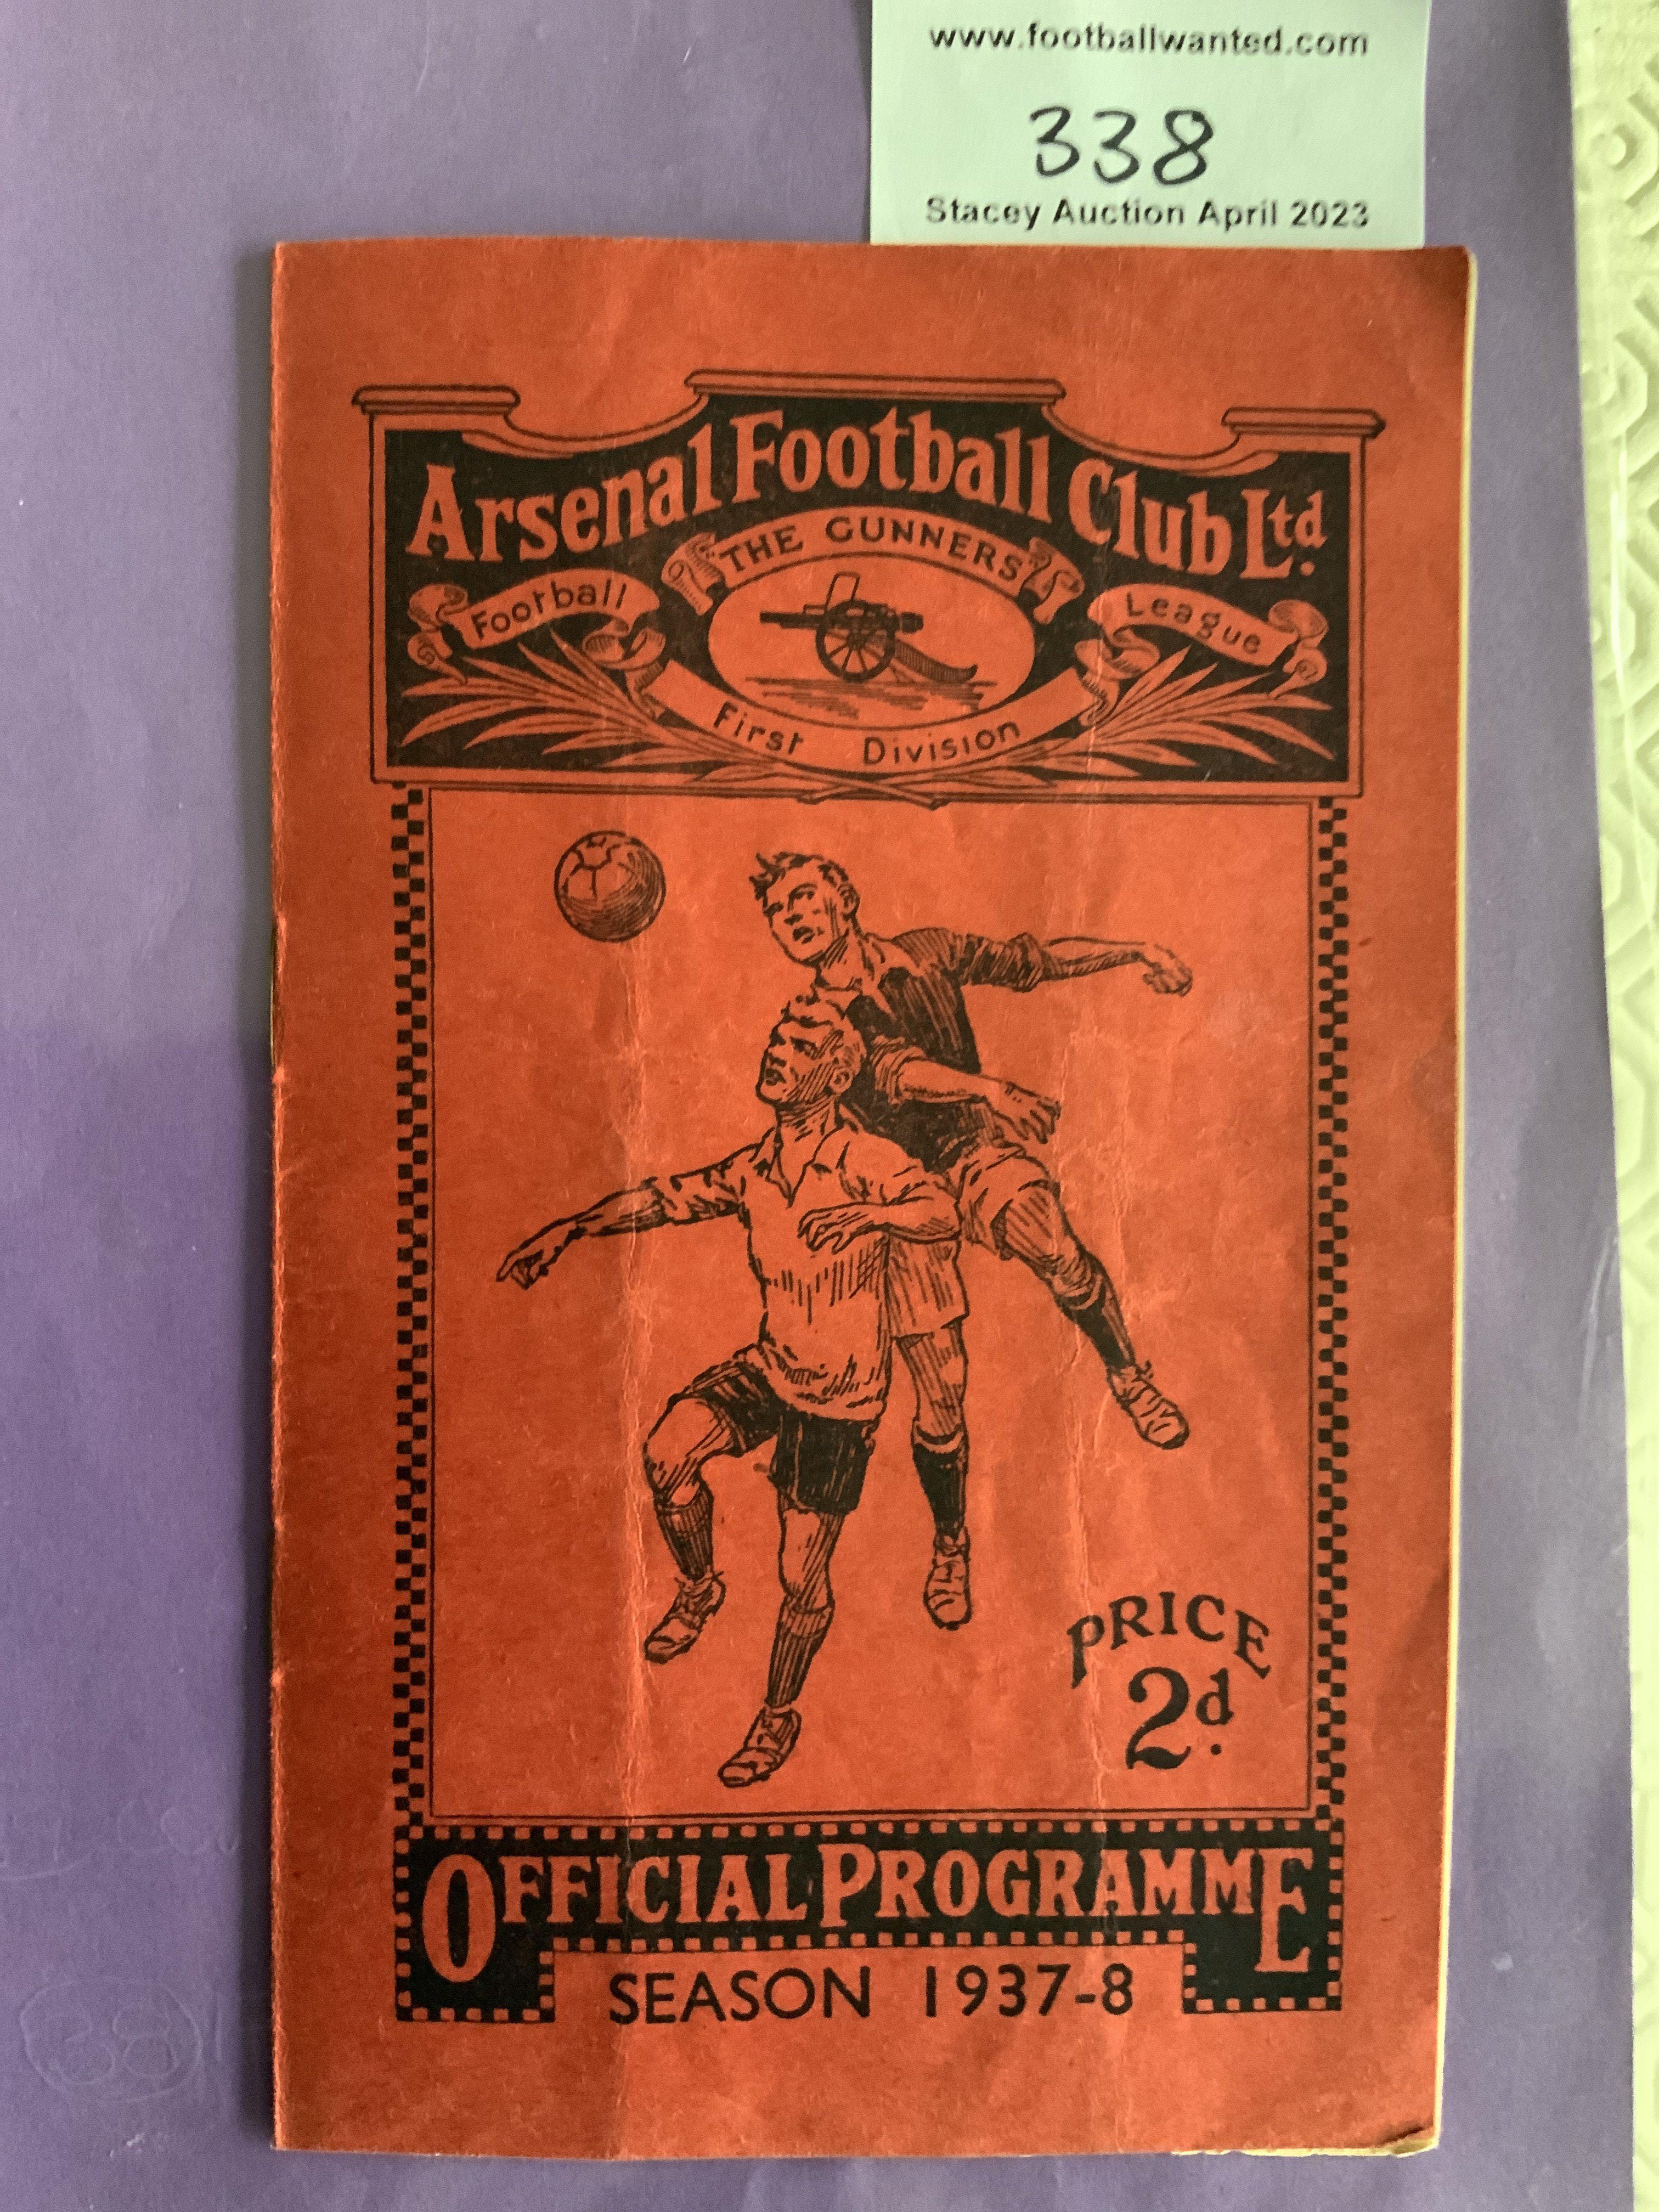 www.footballwanted.com
338
Stacey Auction April 2023
Arsenal Football Club Ltd.
THE GUNNERS
Football League
First Division
PRICE
2d.
OFFICIAL PROGRAMME
SEASON 1937-8
38